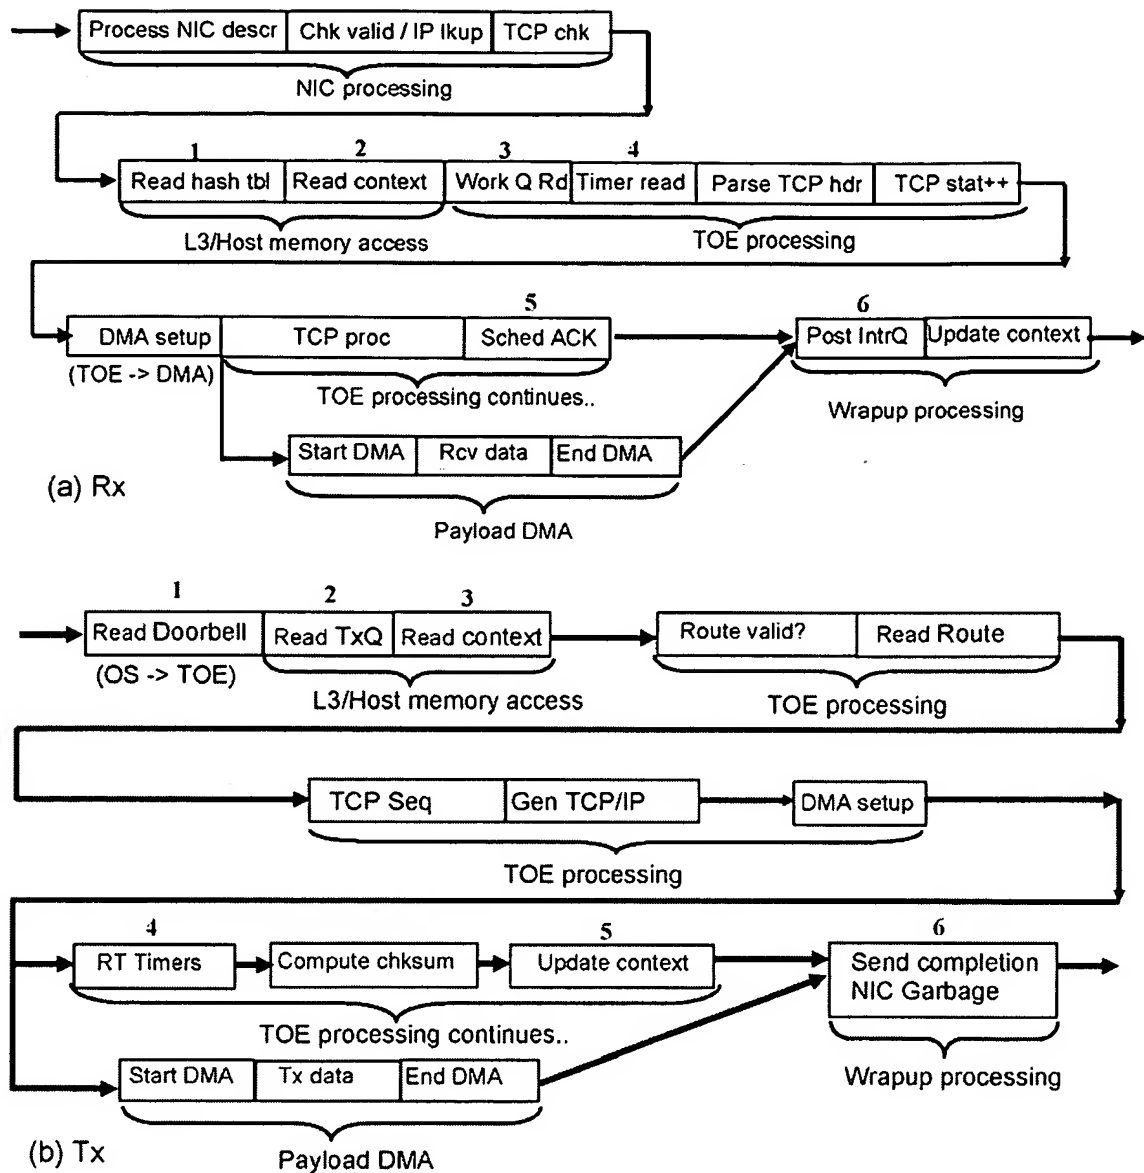 Process NIC descr Chk valid / IP lkup TCP chk
NIC processing
1 2 3 4
Read hash tbl Read context Work Q Rd Timer read Parse TCP hdr TCP stat++
L3/Host memory access TOE processing
5 6
DMA setup TCP proc Sched ACK Post IntrQ Update context
(TOE -> DMA) TOE processing continues.. Wrapup processing
Start DMA Rcv data End DMA
(a) Rx
Payload DMA
1 2 3
Read Doorbell Read TxQ Read context Route valid? Read Route
(OS -> TOE) L3/Host memory access TOE processing
TCP Seq Gen TCP/IP DMA setup
TOE processing
4 5 6
RT Timers Compute chksum Update context Send completion
NIC Garbage
TOE processing continues..
Start DMA Tx data End DMA Wrapup processing
(b) Tx
Payload DMA